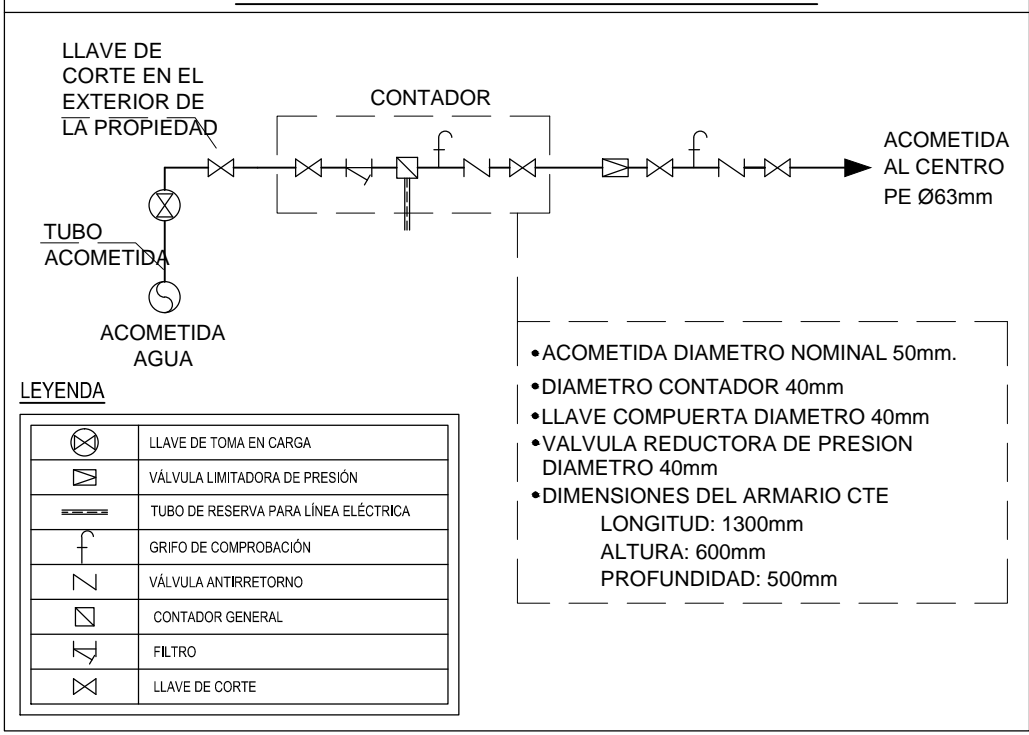 LLAVE DE
CORTE EN EL
EXTERIOR DE
LA PROPIEDAD
CONTADOR
ACOMETIDA
AL CENTRO
PE Ø63mm
TUBO
ACOMETIDA
ACOMETIDA
AGUA
•ACOMETIDA DIAMETRO NOMINAL 50mm.
•DIAMETRO CONTADOR 40mm
•LLAVE COMPUERTA DIAMETRO 40mm
•VALVULA REDUCTORA DE PRESION
DIAMETRO 40mm
•DIMENSIONES DEL ARMARIO CTE
LONGITUD: 1300mm
ALTURA: 600mm
PROFUNDIDAD: 500mm
LEYENDA
LLAVE DE TOMA EN CARGA
VÁLVULA LIMITADORA DE PRESIÓN
TUBO DE RESERVA PARA LÍNEA ELÉCTRICA
GRIFO DE COMPROBACIÓN
VÁLVULA ANTIRRETORNO
CONTADOR GENERAL
FILTRO
LLAVE DE CORTE